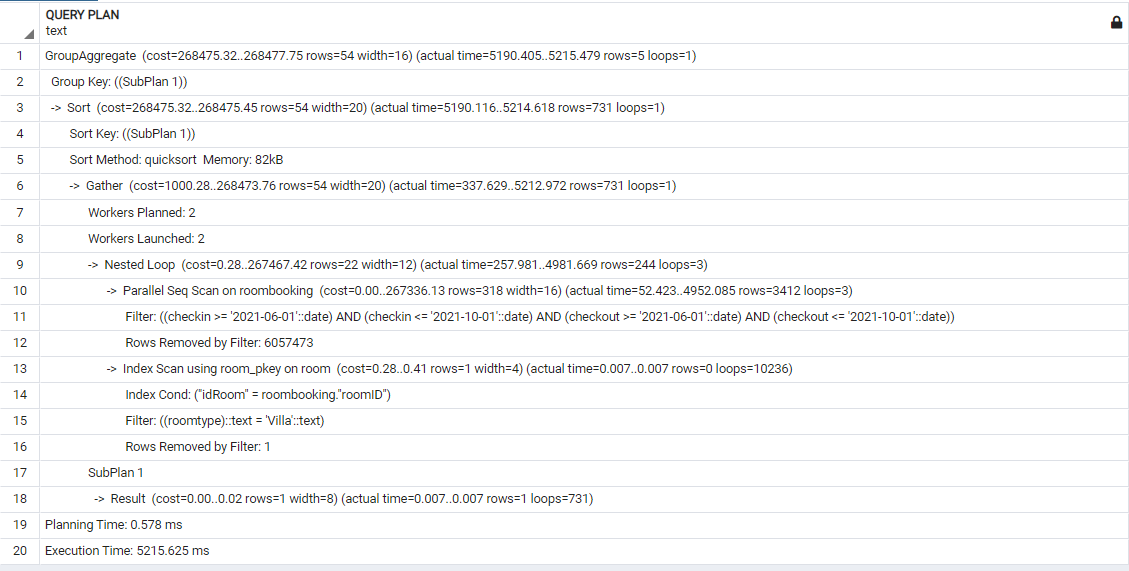 QUERY PLAN
text
1 GroupAggregate (cost=268475.32..268477.75 rows=54 width=16) (actual time=5190.405..5215.479 rows=5 loops=1)
2 Group Key: ((SubPlan 1))
3 -> Sort (cost=268475.32..268475.45 rows=54 width=20) (actual time=5190.116..5214.618 rows=731 loops=1)
4 Sort Key: ((SubPlan 1))
5 Sort Method: quicksort Memory: 82kB
6 -> Gather (cost=1000.28..268473.76 rows=54 width=20) (actual time=337.629..5212.972 rows=731 loops=1)
7 Workers Planned: 2
8 Workers Launched: 2
9 -> Nested Loop (cost=0.28..267467.42 rows=22 width=12) (actual time=257.981..4981.669 rows=244 loops=3)
10 -> Parallel Seq Scan on roombooking (cost=0.00..267336.13 rows=318 width=16) (actual time=52.423..4952.085 rows=3412 loops=3)
11 Filter: ((checkin >= '2021-06-01'::date) AND (checkin <= '2021-10-01'::date) AND (checkout >= '2021-06-01'::date) AND (checkout <= '2021-10-01'::date))
12 Rows Removed by Filter: 6057473
13 -> Index Scan using room_pkey on room (cost=0.28..0.41 rows=1 width=4) (actual time=0.007..0.007 rows=0 loops=10236)
14 Index Cond: ("idRoom" = roombooking."roomID")
15 Filter: ((roomtype)::text = 'Villa'::text)
16 Rows Removed by Filter: 1
17 SubPlan 1
18 -> Result (cost=0.00..0.02 rows=1 width=8) (actual time=0.007..0.007 rows=1 loops=731)
19 Planning Time: 0.578 ms
20 Execution Time: 5215.625 ms